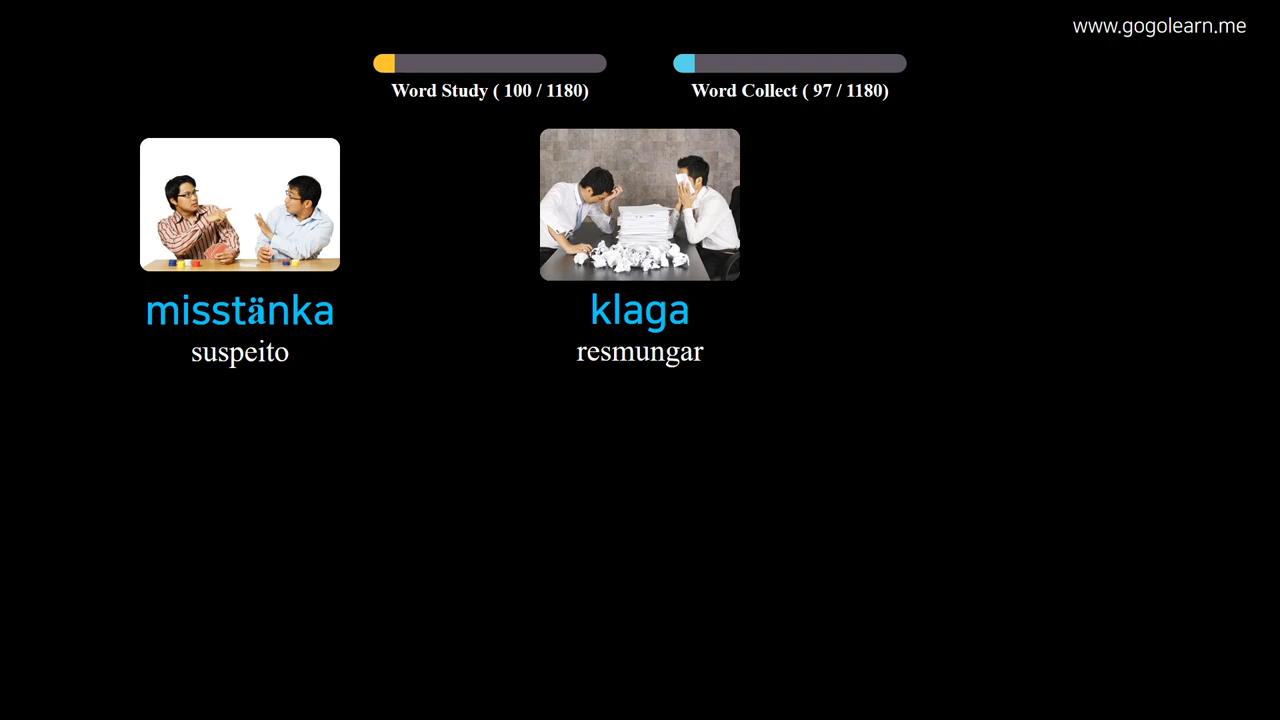 www.gogolearn.me
Word Study ( 100 / 1180)
Word Collect ( 97 / 1180)
misstänka
suspeito
klaga
resmungar